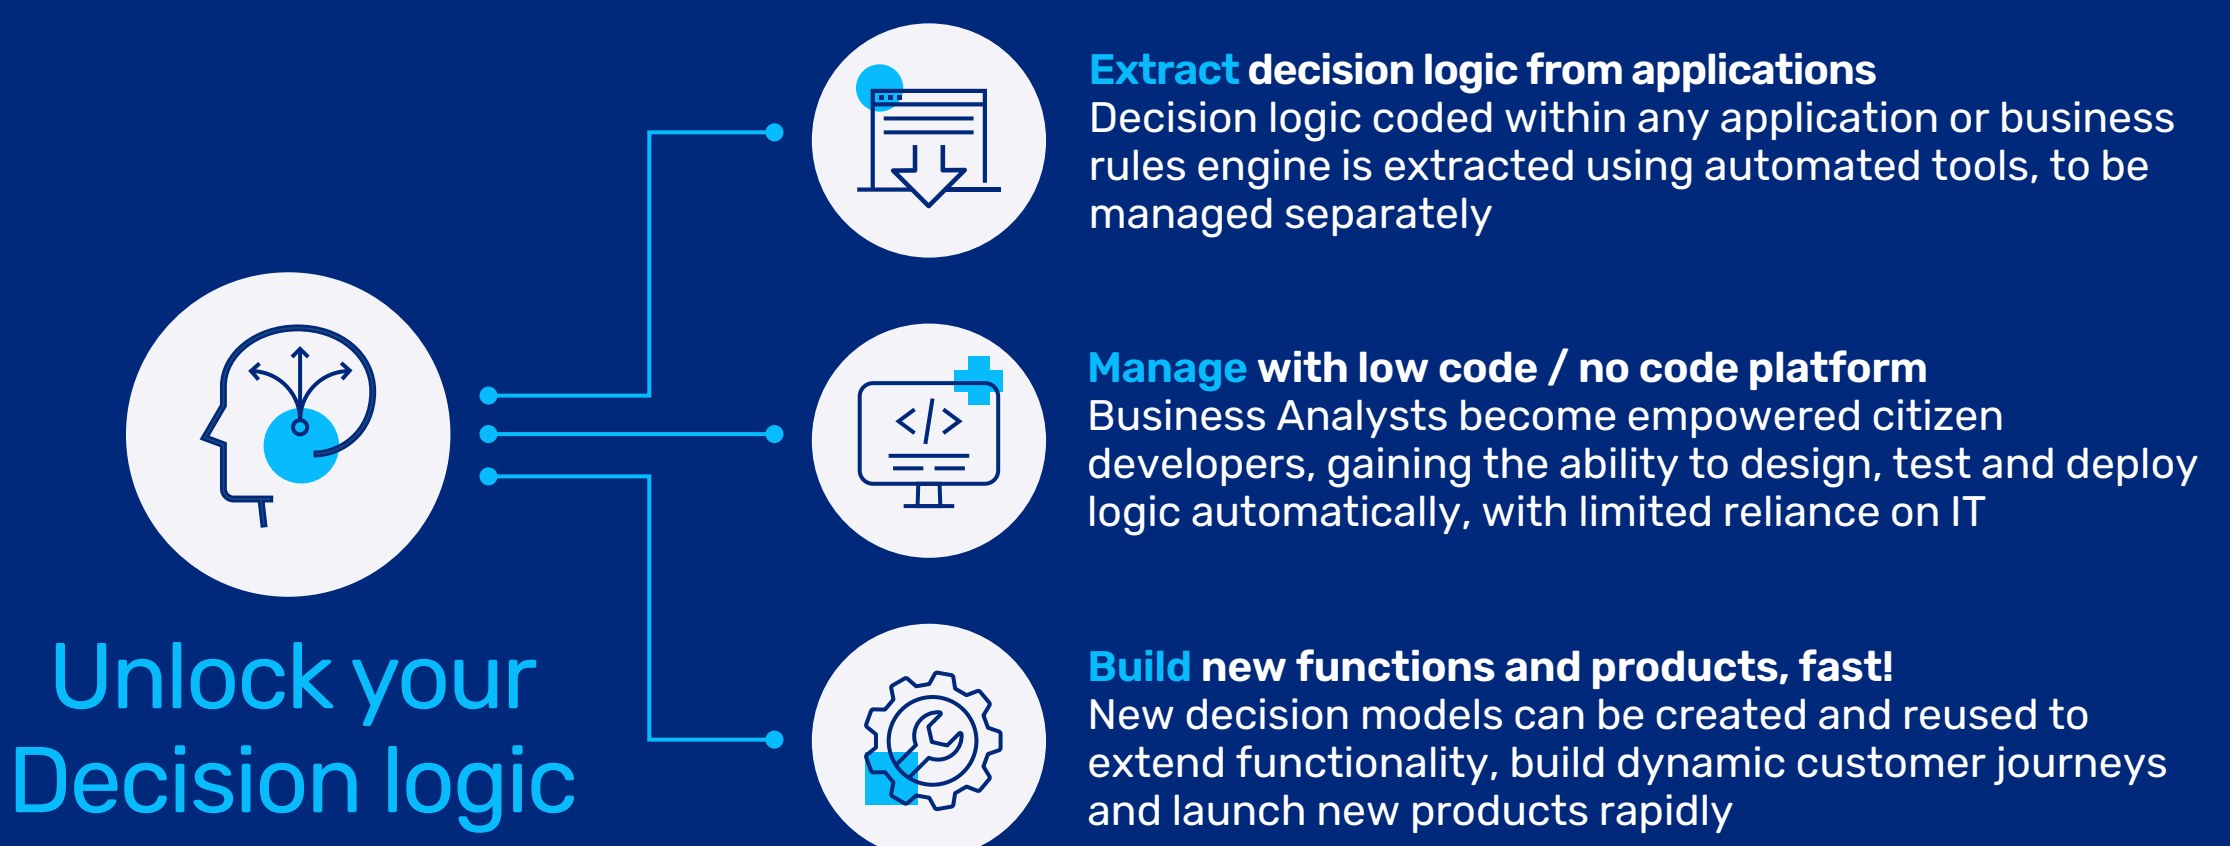 Unlock your
Decision logic
Extract decision logic from applications
Decision logic coded within any application or business
rules engine is extracted using automated tools, to be
managed separately
Manage with low code / no code platform
Business Analysts become empowered citizen
developers, gaining the ability to design, test and deploy
logic automatically, with limited reliance on IT
Build new functions and products, fast!
New decision models can be created and reused to
extend functionality, build dynamic customer journeys
and launch new products rapidly